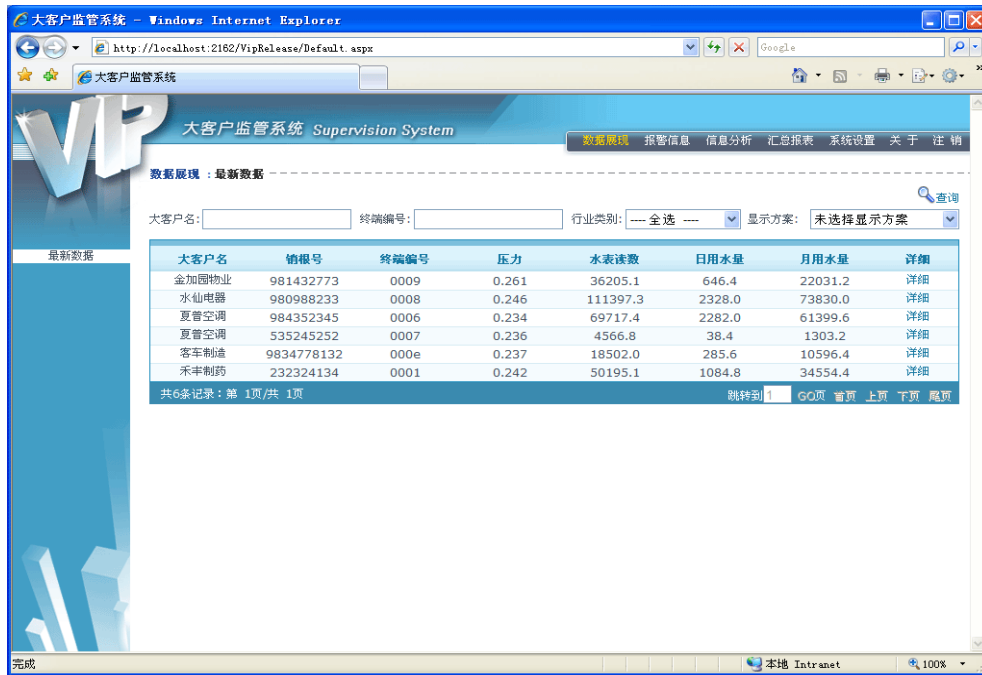 大客户监管系统 - Windows Internet Explorer
http://localhost:2162/VipRelease/Default.aspx
Google
大客户监管系统
VIP
大客户监管系统 Supervision System
数据展现 报警信息 信息分析 汇总报表 系统设置 关于 注销
数据展现 : 最新数据
查询
大客户名: 终端编号: 行业类别: ---- 全选 ---- 显示方案: 未选择显示方案
最新数据
大客户名 销根号 终端编号 压力 水表读数 日用水量 月用水量 详细
金加园物业 981432773 0009 0.261 36205.1 646.4 22031.2 详细
水仙电器 980988233 0008 0.246 111397.3 2328.0 73830.0 详细
夏普空调 984352345 0006 0.234 69717.4 2282.0 61399.6 详细
夏普空调 535245252 0007 0.236 4566.8 38.4 1303.2 详细
客车制造 9834778132 000e 0.237 18502.0 285.6 10596.4 详细
禾丰制药 232324134 0001 0.242 50195.1 1084.8 34554.4 详细
共6条记录：第 1页/共 1页 跳转到 1 GO页 首页 上页 下页 尾页
完成 本地 Intranet 100%